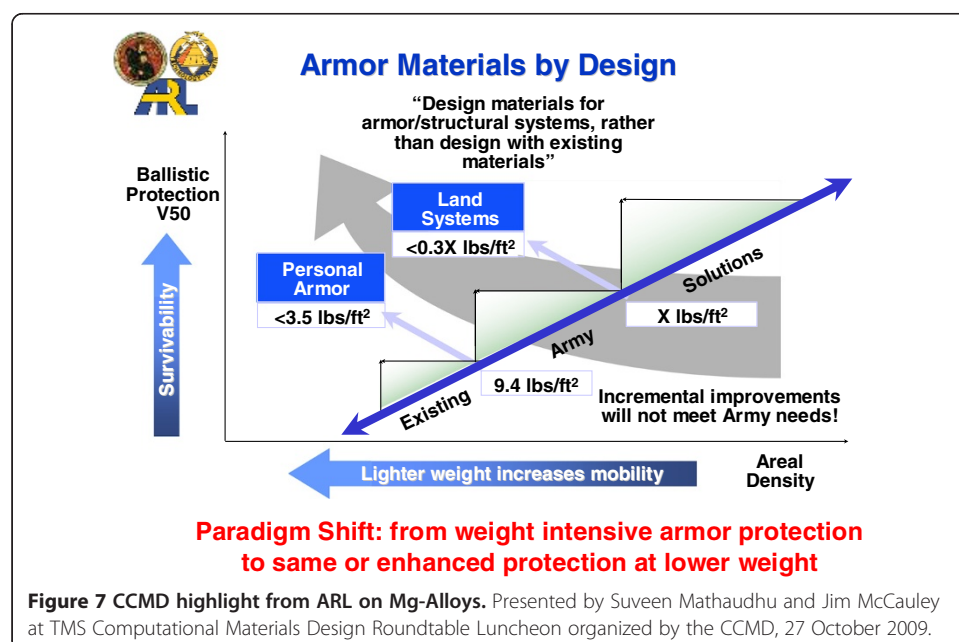 ARL
Armor Materials by Design
“Design materials for
armor/structural systems, rather
than design with existing
materials”
Ballistic
Protection
V50
Survivability
Land
Systems
<0.3X lbs/ft²
Personal
Armor
<3.5 lbs/ft²
Existing
Army
Solutions
X lbs/ft²
9.4 lbs/ft²
Incremental improvements
will not meet Army needs!
Lighter weight increases mobility
Areal
Density
Paradigm Shift: from weight intensive armor protection
to same or enhanced protection at lower weight
Figure 7 CCMD highlight from ARL on Mg-Alloys. Presented by Suveen Mathaudhu and Jim McCauley
at TMS Computational Materials Design Roundtable Luncheon organized by the CCMD, 27 October 2009.